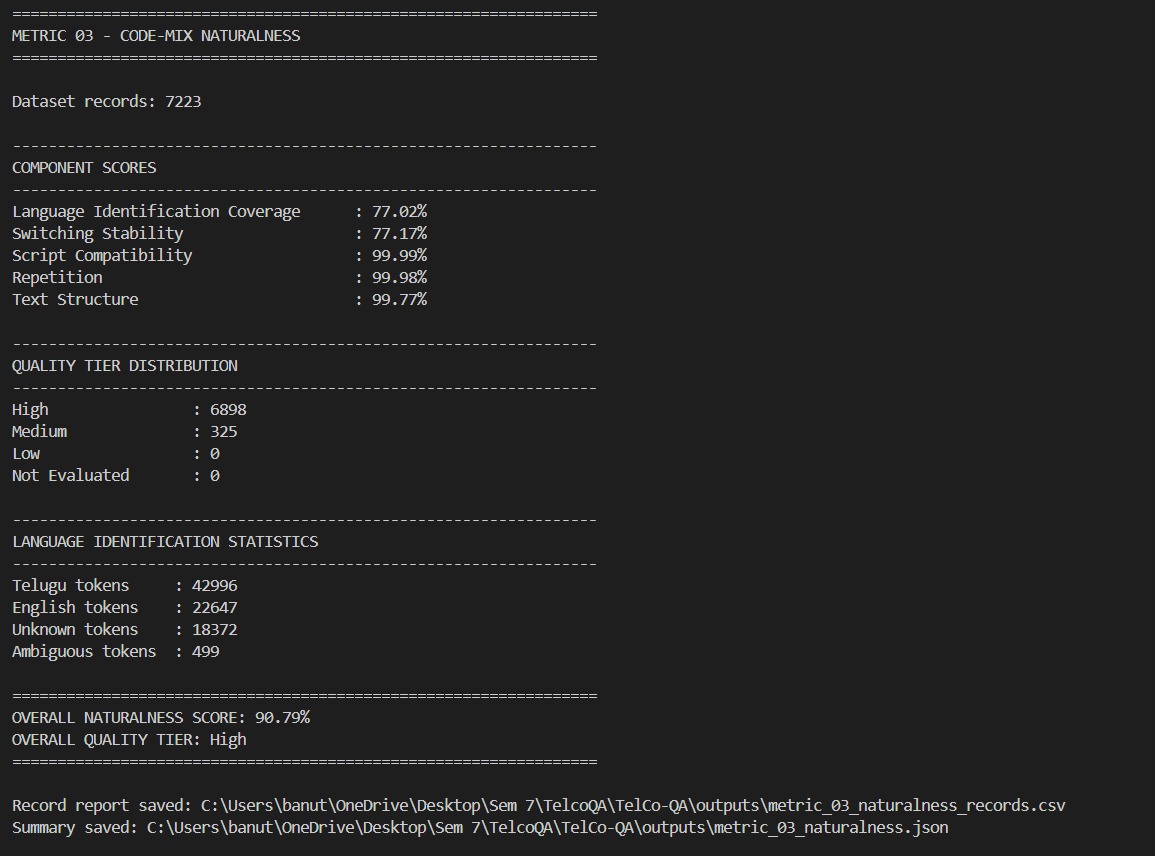 =================================================================
METRIC 03 - CODE-MIX NATURALNESS
=================================================================
Dataset records: 7223
-----------------------------------------------------------------
COMPONENT SCORES
-----------------------------------------------------------------
Language Identification Coverage      : 77.02%
Switching Stability                   : 77.17%
Script Compatibility                  : 99.99%
Repetition                            : 99.98%
Text Structure                        : 99.77%
-----------------------------------------------------------------
QUALITY TIER DISTRIBUTION
-----------------------------------------------------------------
High                : 6898
Medium              : 325
Low                 : 0
Not Evaluated       : 0
-----------------------------------------------------------------
LANGUAGE IDENTIFICATION STATISTICS
-----------------------------------------------------------------
Telugu tokens     : 42996
English tokens    : 22647
Unknown tokens    : 18372
Ambiguous tokens  : 499
=================================================================
OVERALL NATURALNESS SCORE: 90.79%
OVERALL QUALITY TIER: High
=================================================================
Record report saved: C:\Users\banut\OneDrive\Desktop\Sem 7\TelcoQA\TelCo-QA\outputs\metric_03_naturalness_records.csv
Summary saved: C:\Users\banut\OneDrive\Desktop\Sem 7\TelcoQA\TelCo-QA\outputs\metric_03_naturalness.json